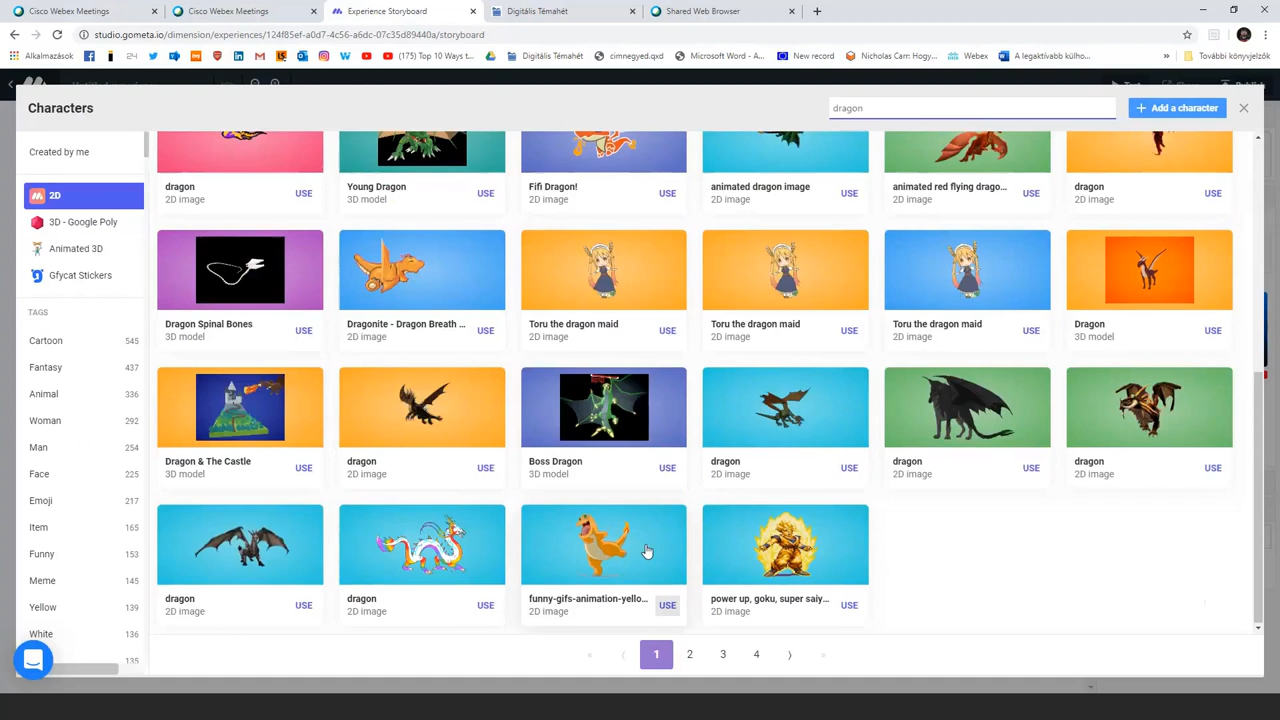 Cisco Webex Meetings
Cisco Webex Meetings
Experience Storyboard
Digitális Témahét
Shared Web Browser
studio.gometa.io/dimension/experiences/124f85ef-a0d7-4c56-a6dc-07c35d89440a/storyboard
Alkalmazások
(175) Top 10 Ways t...
Digitális Témahét
cimnegyed.qxd
Microsoft Word - A...
New record
Nicholas Carr: Hogy...
Webex
A legaktívabb külho...
»
További könyvjelzők
Characters
dragon
+ Add a character
Created by me
2D
3D - Google Poly
Animated 3D
Gfycat Stickers
TAGS
Cartoon 545
Fantasy 437
Animal 336
Woman 292
Man 254
Face 225
Emoji 217
Item 165
Funny 153
Meme 145
Yellow 139
White 136
135
dragon
2D image
USE
Young Dragon
3D model
USE
Fifi Dragon!
2D image
USE
animated dragon image
2D image
USE
animated red flying drago...
2D image
USE
dragon
2D image
USE
Dragon Spinal Bones
3D model
USE
Dragonite - Dragon Breath ...
2D image
USE
Toru the dragon maid
2D image
USE
Toru the dragon maid
2D image
USE
Toru the dragon maid
2D image
USE
Dragon
3D model
USE
Dragon & The Castle
3D model
USE
dragon
2D image
USE
Boss Dragon
3D model
USE
dragon
2D image
USE
dragon
2D image
USE
dragon
2D image
USE
dragon
2D image
USE
dragon
2D image
USE
funny-gifs-animation-yello...
2D image
USE
power up, goku, super saiy...
2D image
USE
« ‹ 1 2 3 4 › »